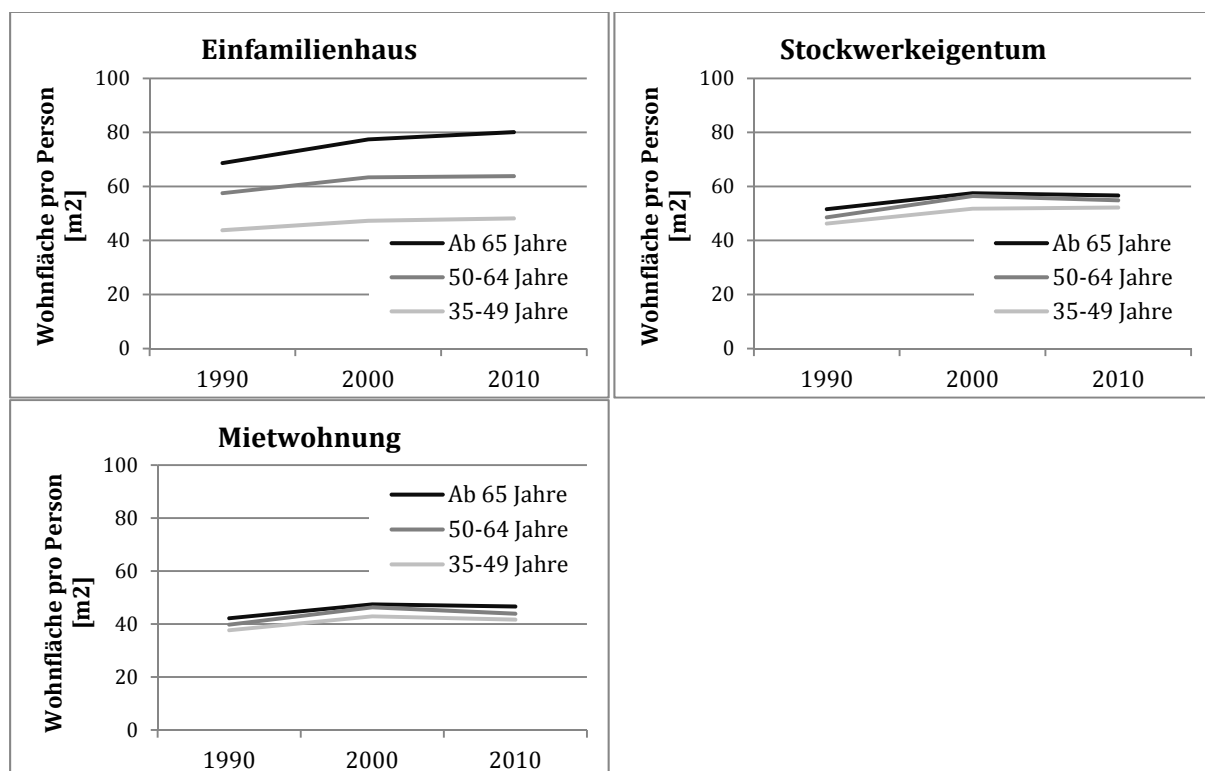 Einfamilienhaus
Wohnfläche pro Person
[m2]
100
80
60
40
20
0
Ab 65 Jahre
50-64 Jahre
35-49 Jahre
1990 2000 2010
Stockwerkeigentum
Wohnfläche pro Person
[m2]
100
80
60
40
20
0
Ab 65 Jahre
50-64 Jahre
35-49 Jahre
1990 2000 2010
Mietwohnung
Wohnfläche pro Person
[m2]
100
80
60
40
20
0
Ab 65 Jahre
50-64 Jahre
35-49 Jahre
1990 2000 2010